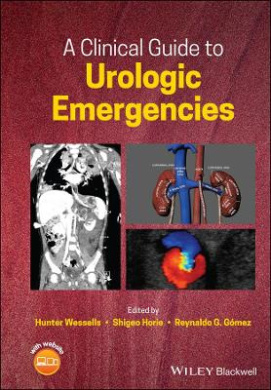 A Clinical Guide to
Urologic
Emergencies
Edited by
Hunter Wessells • Shigeo Horie • Reynaldo G. Gómez
with website
WILEY Blackwell